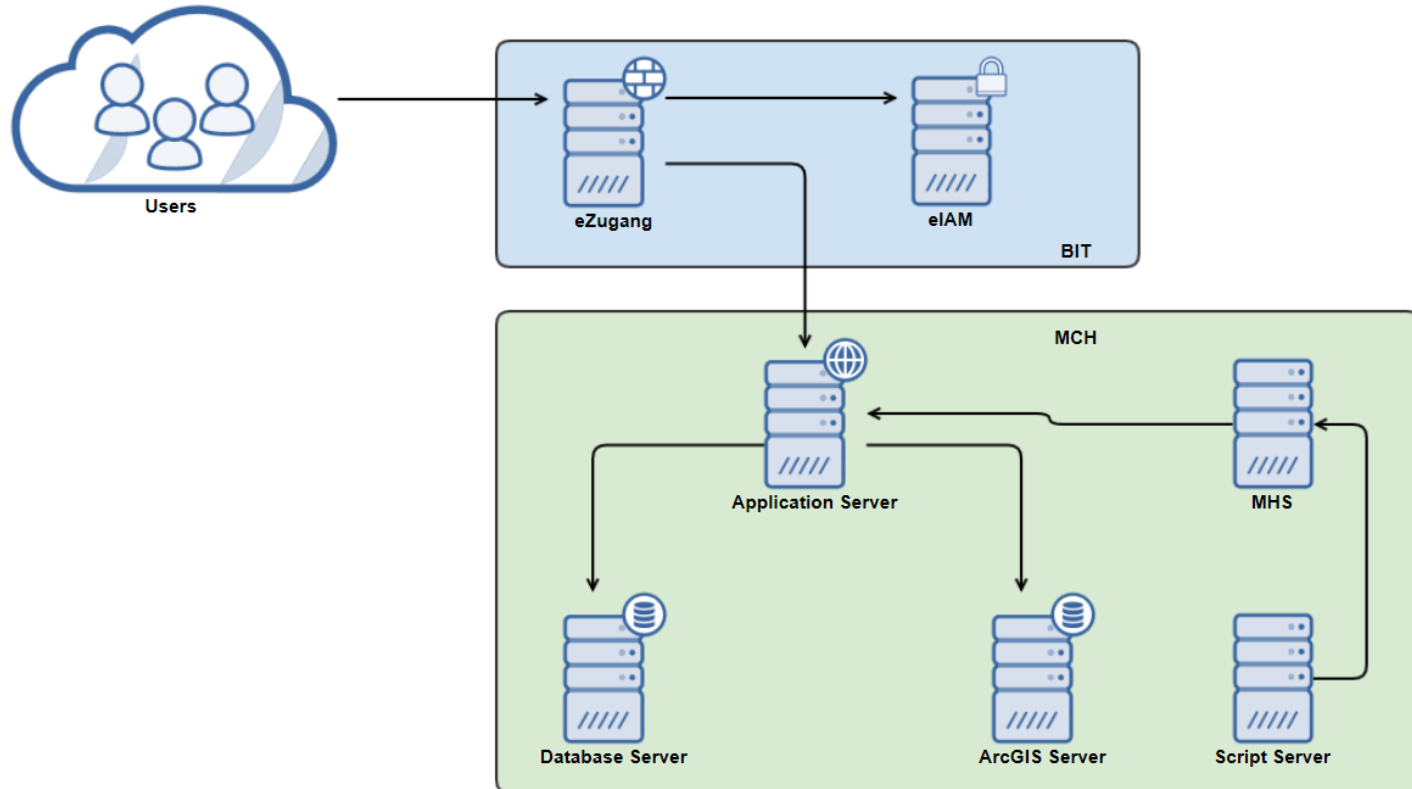 Users
eZugang
eIAM
BIT
MCH
Application Server
MHS
Database Server
ArcGIS Server
Script Server